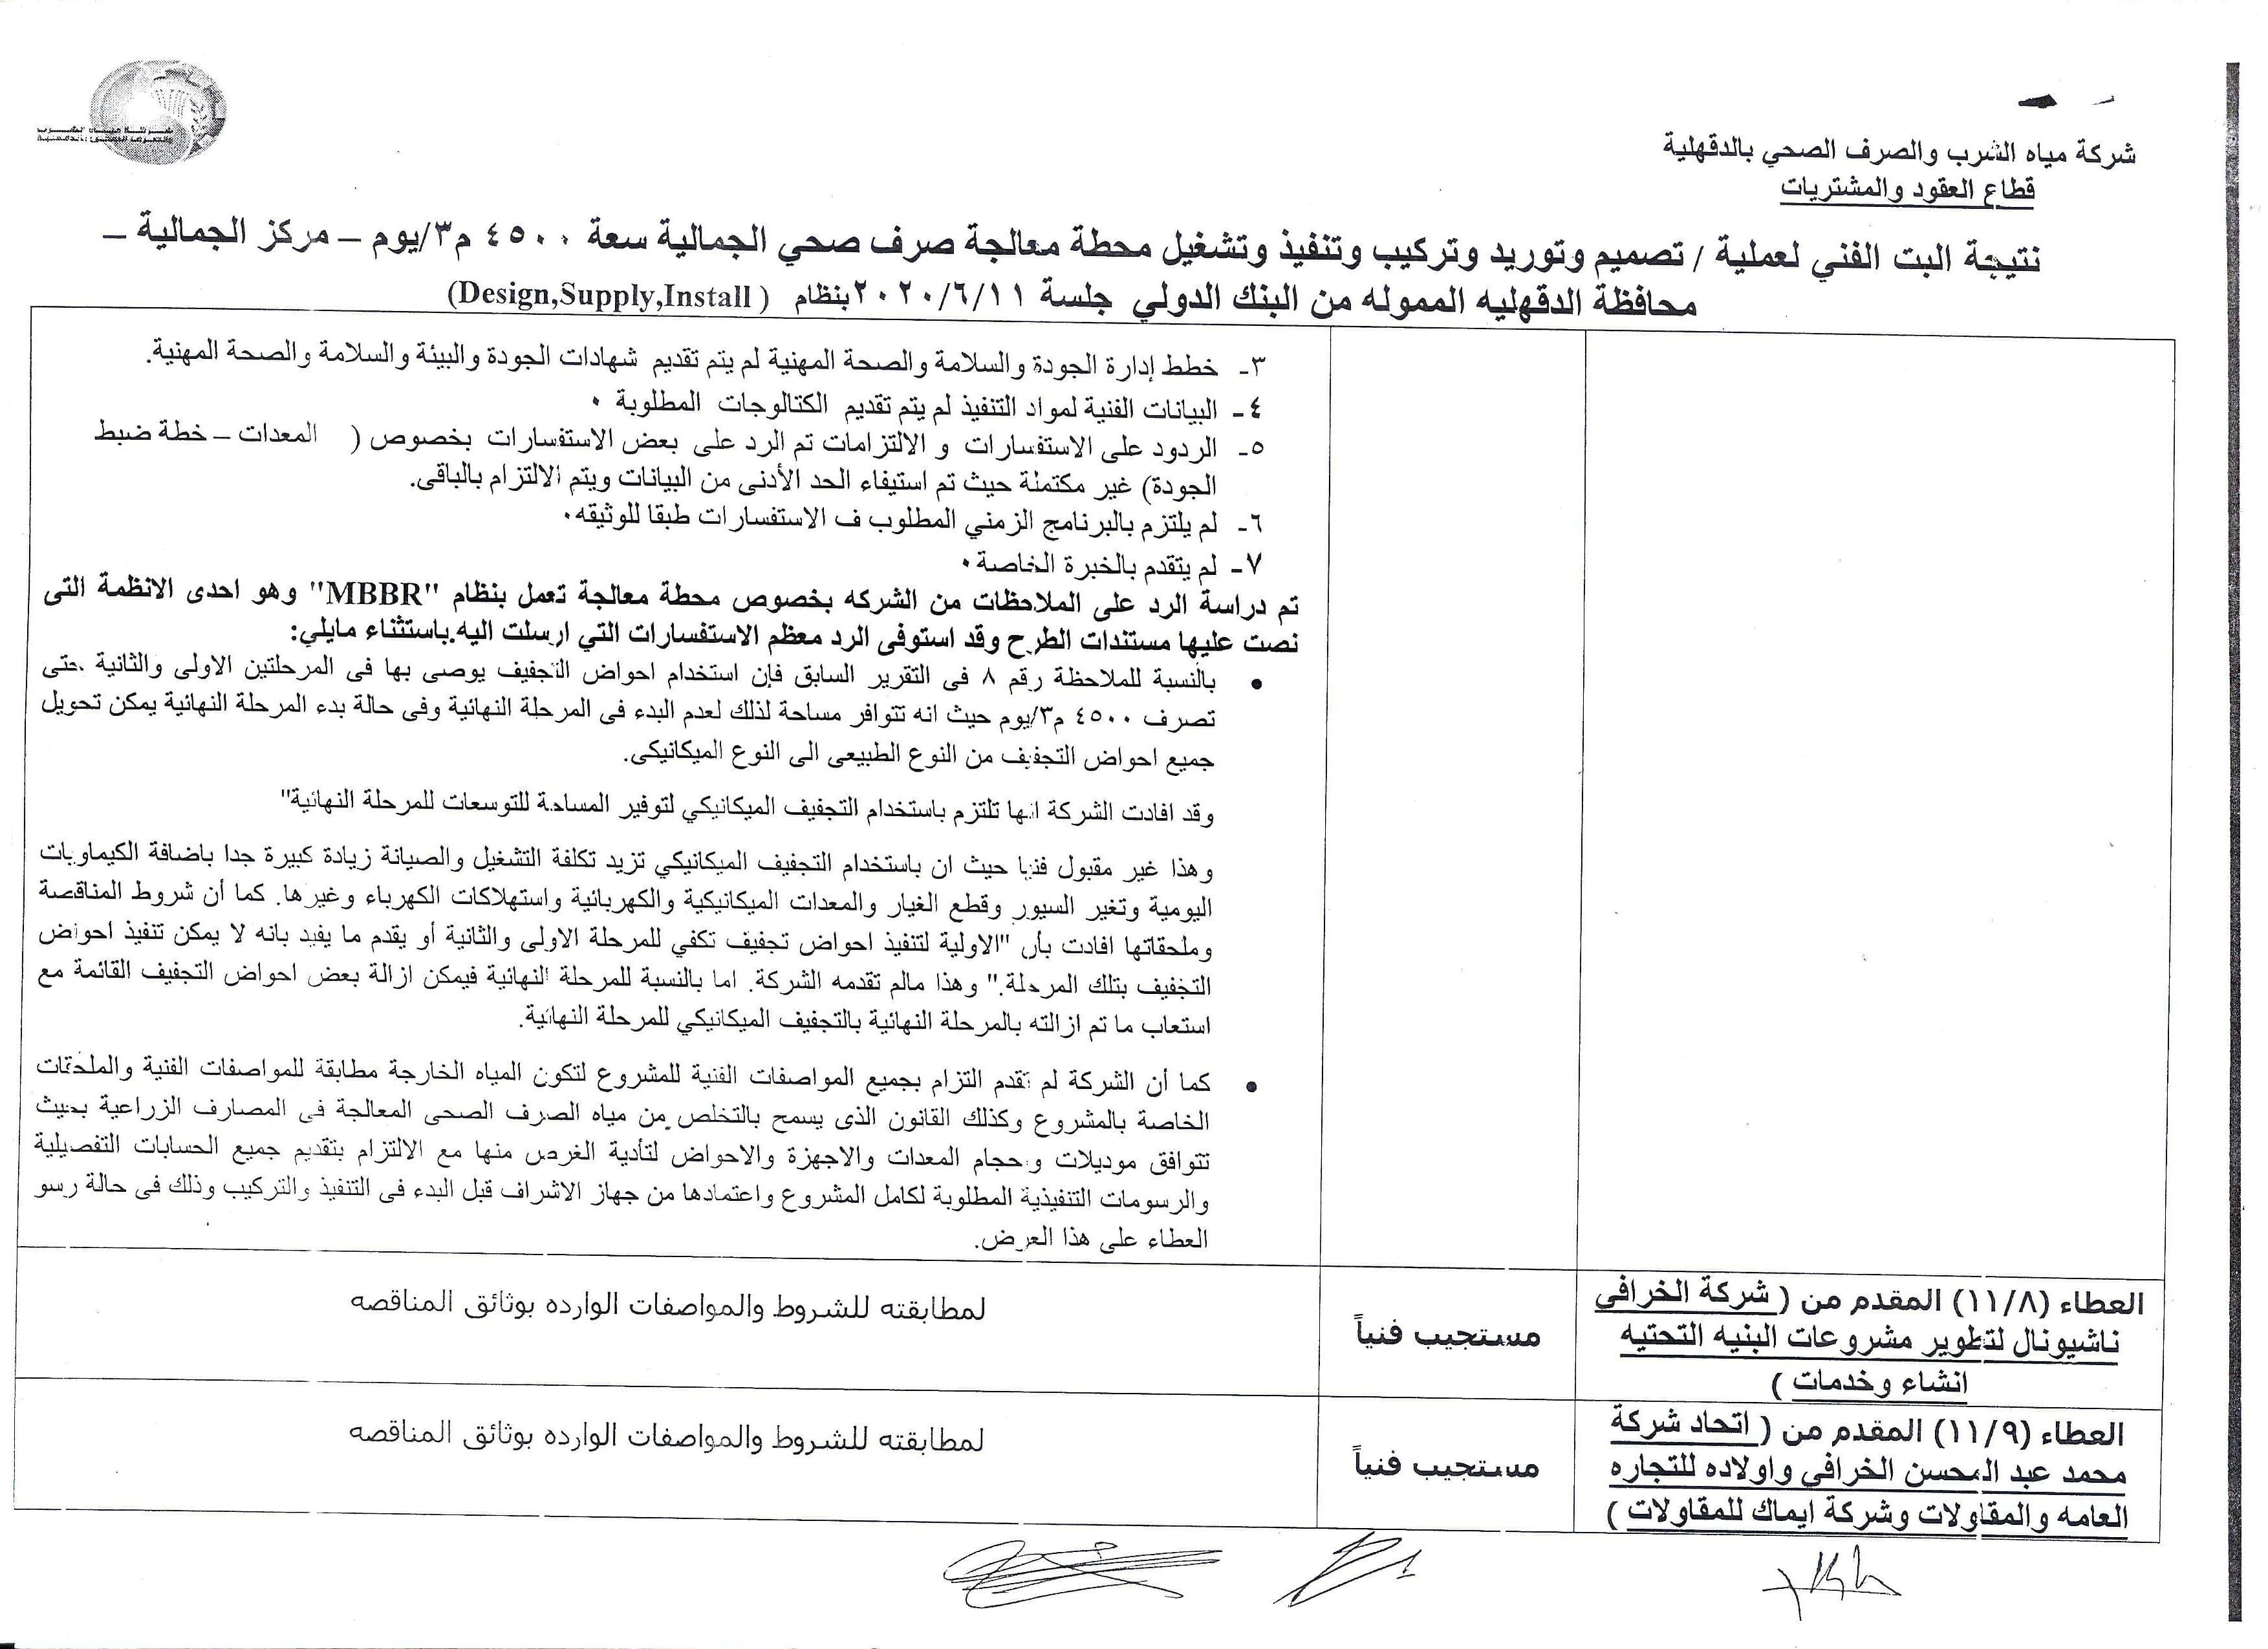 شركة مياه الشرب والصرف الصحي بالدقهلية
قطاع العقود والمشتريات
نتيجة البت الفني لعملية / تصميم وتوريد وتركيب وتنفيذ وتشغيل محطة معالجة صرف صحي الجمالية سعة ٤٥٠٠ م٣/يوم – مركز الجمالية –
محافظة الدقهليه الممولة من البنك الدولي جلسة ٢٠٢٠/٦/١١ بنظام (Design,Supply,Install)
٣- خطط إدارة الجودة والسلامة والصحة المهنية لم يتم تقديم شهادات الجودة والبيئة والسلامة والصحة المهنية.
٤- البيانات الفنية لمواد التنفيذ لم يتم تقديم الكتالوجات المطلوبة ٠
٥- الردود على الاستفسارات و الالتزامات تم الرد على بعض الاستفسارات بخصوص ( المعدات – خطة ضبط
الجودة) غير مكتملة حيث تم استيفاء الحد الأدنى من البيانات ويتم الالتزام بالباقى.
٦- لم يلتزم بالبرنامج الزمني المطلوب ف الاستفسارات طبقا للوثيقه٠
٧- لم يتقدم بالخبرة الخاصة٠
تم دراسة الرد على الملاحظات من الشركه بخصوص محطة معالجة تعمل بنظام "MBBR" وهو احدى الانظمة التى
نصت عليها مستندات الطرح وقد استوفى الرد معظم الاستفسارات التي ارسلت اليه باستثناء مايلي:
• بالنسبة للملاحظة رقم ٨ فى التقرير السابق فإن استخدام احواض التجفيف يوصى بها فى المرحلتين الاولى والثانية حتى
تصرف ٤٥٠٠ م٣/يوم حيث انه تتوافر مساحة لذلك لعدم البدء فى المرحلة النهائية وفى حالة بدء المرحلة النهائية يمكن تحويل
جميع احواض التجفيف من النوع الطبيعى الى النوع الميكانيكى.
وقد افادت الشركة انها تلتزم باستخدام التجفيف الميكانيكي لتوفير المساحة للتوسعات للمرحلة النهائية"
وهذا غير مقبول فنيا حيث ان باستخدام التجفيف الميكانيكي تزيد تكلفة التشغيل والصيانة زيادة كبيرة جدا باضافة الكيماويات
اليومية وتغير السيور وقطع الغيار والمعدات الميكانيكية والكهربائية واستهلاكات الكهرباء وغيرها. كما أن شروط المناقصة
وملحقاتها افادت بأن "الاولية لتنفيذ احواض تجفيف تكفي للمرحلة الاولى والثانية أو يقدم ما يفيد بانه لا يمكن تنفيذ احواض
التجفيف بتلك المرحلة." وهذا مالم تقدمه الشركة. اما بالنسبة للمرحلة النهائية فيمكن ازالة بعض احواض التجفيف القائمة مع
استعاب ما تم ازالته بالمرحلة النهائية بالتجفيف الميكانيكي للمرحلة النهائية.
• كما أن الشركة لم تقدم التزام بجميع المواصفات الفنية للمشروع لتكون المياه الخارجة مطابقة للمواصفات الفنية والملحقات
الخاصة بالمشروع وكذلك القانون الذى يسمح بالتخلص من مياه الصرف الصحى المعالجة فى المصارف الزراعية بحيث
تتوافق موديلات وحجام المعدات والاجهزة والاحواض لتأدية الغرض منها مع الالتزام بتقديم جميع الحسابات التفصيلية
والرسومات التنفيذية المطلوبة لكامل المشروع واعتمادها من جهاز الاشراف قبل البدء فى التنفيذ والتركيب وذلك فى حالة رسو
العطاء على هذا العرض.
العطاء (١١/٨) المقدم من ( شركة الخرافي
ناشيونال لتطوير مشروعات البنيه التحتيه
انشاء وخدمات )
مستجيب فنياً
لمطابقته للشروط والمواصفات الوارده بوثائق المناقصه
العطاء (١١/٩) المقدم من ( اتحاد شركة
محمد عبد المحسن الخرافي واولاده للتجاره
العامه والمقاولات وشركة ايماك للمقاولات )
مستجيب فنياً
لمطابقته للشروط والمواصفات الوارده بوثائق المناقصه